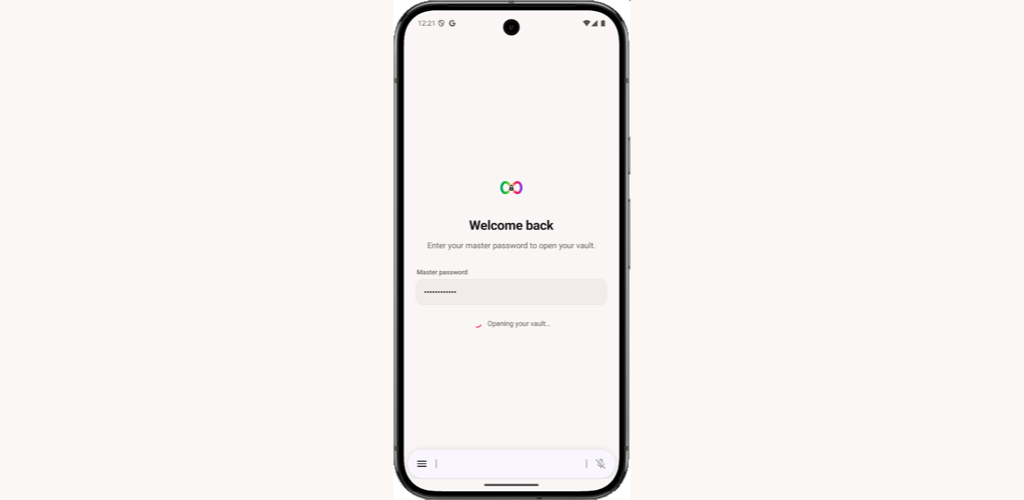 12:21
Welcome back
Enter your master password to open your vault.
Master password
••••••••••••
Opening your vault...